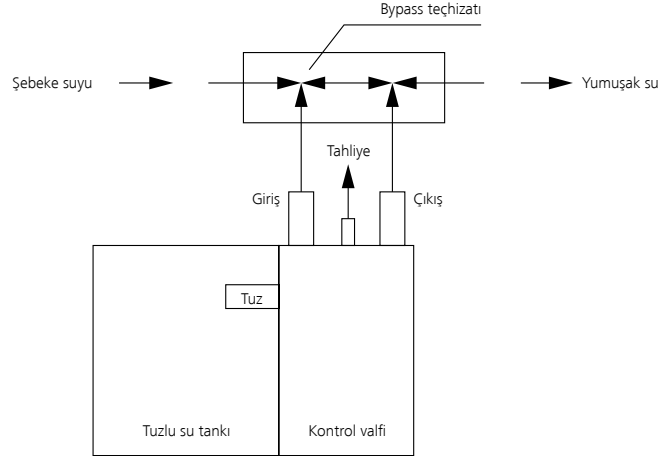 Bypass teçhizatı
Şebeke suyu
Yumuşak su
Tahliye
Giriş
Çıkış
Tuz
Tuzlu su tankı
Kontrol valfi